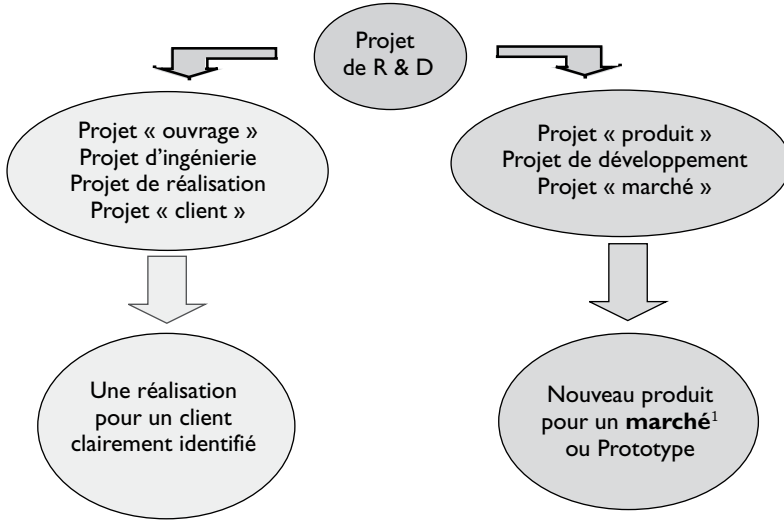 Projet
de R & D
Projet « ouvrage »
Projet d’ingénierie
Projet de réalisation
Projet « client »
Projet « produit »
Projet de développement
Projet « marché »
Une réalisation
pour un client
clairement identifié
Nouveau produit
pour un marché¹
ou Prototype